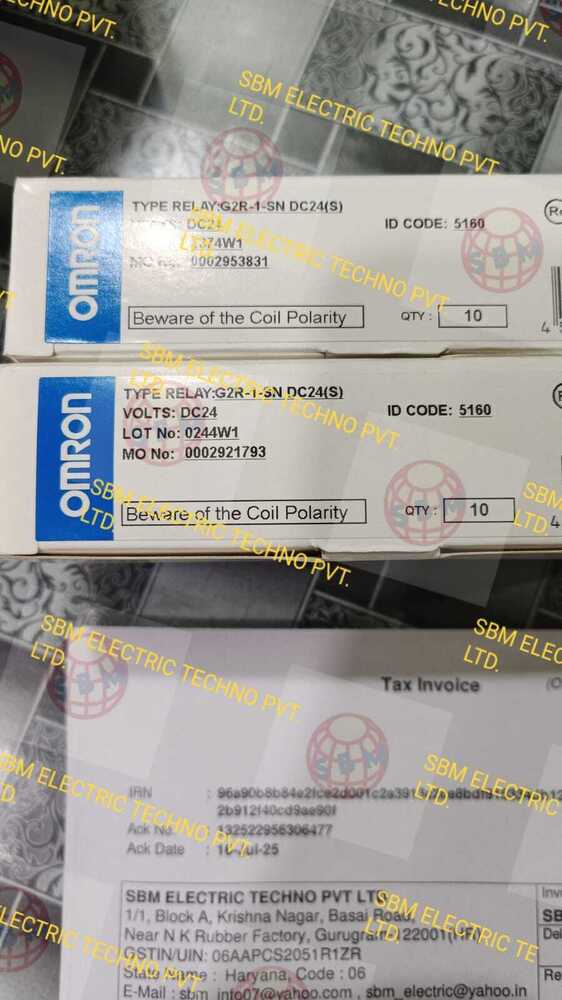 OMRON
TYPE RELAY:G2R-1-SN DC24(S)
DC24
ID CODE: 5160
MO No: 0002953831
Beware of the Coil Polarity
QTY : 10
OMRON
TYPE RELAY:G2R-1-SN DC24(S)
VOLTS: DC24
ID CODE: 5160
LOT No: 0244W1
MO No: 0002921793
Beware of the Coil Polarity
QTY : 10
Tax Invoice
IRN :
2b912f40cd9ae90f
Ack No : 132522956306477
Ack Date :
SBM ELECTRIC TECHNO PVT LTD
1/1, Block A, Krishna Nagar, Basai Road,
Near N K Rubber Factory, Gurugram
GSTIN/UIN: 06AAPCS2051R1ZR
State Name : Haryana, Code : 06
E-Mail : sbm_info07@yahoo.com , sbm_electric@yahoo.in
SBM ELECTRIC TECHNO PVT.
LTD.
SBM